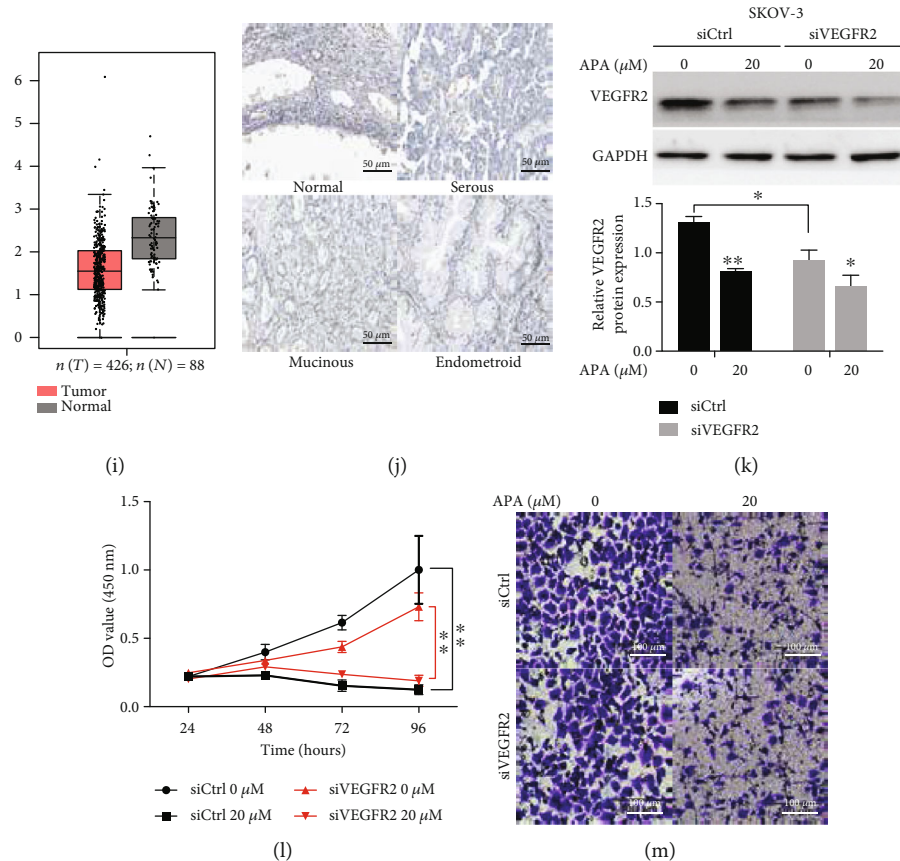 6
5
4
3
2
1
0
n (T) = 426; n (N) = 88
Tumor
Normal
(i)
50 μm
50 μm
Normal
Serous
50 μm
50 μm
Mucinous
Endometroid
(j)
SKOV-3
siCtrl
siVEGFR2
APA (μM)
0
20
0
20
VEGFR2
GAPDH
Relative VEGFR2
protein expression
1.5
1.0
0.5
0.0
*
**
*
APA (μM)
0
20
0
20
siCtrl
siVEGFR2
(k)
OD value (450 nm)
1.5
1.0
0.5
0.0
**
**
24
48
72
96
Time (hours)
siCtrl 0 μM
siVEGFR2 0 μM
siCtrl 20 μM
siVEGFR2 20 μM
(l)
APA (μM)
0
20
siCtrl
100 μm
100 μm
siVEGFR2
100 μm
100 μm
(m)